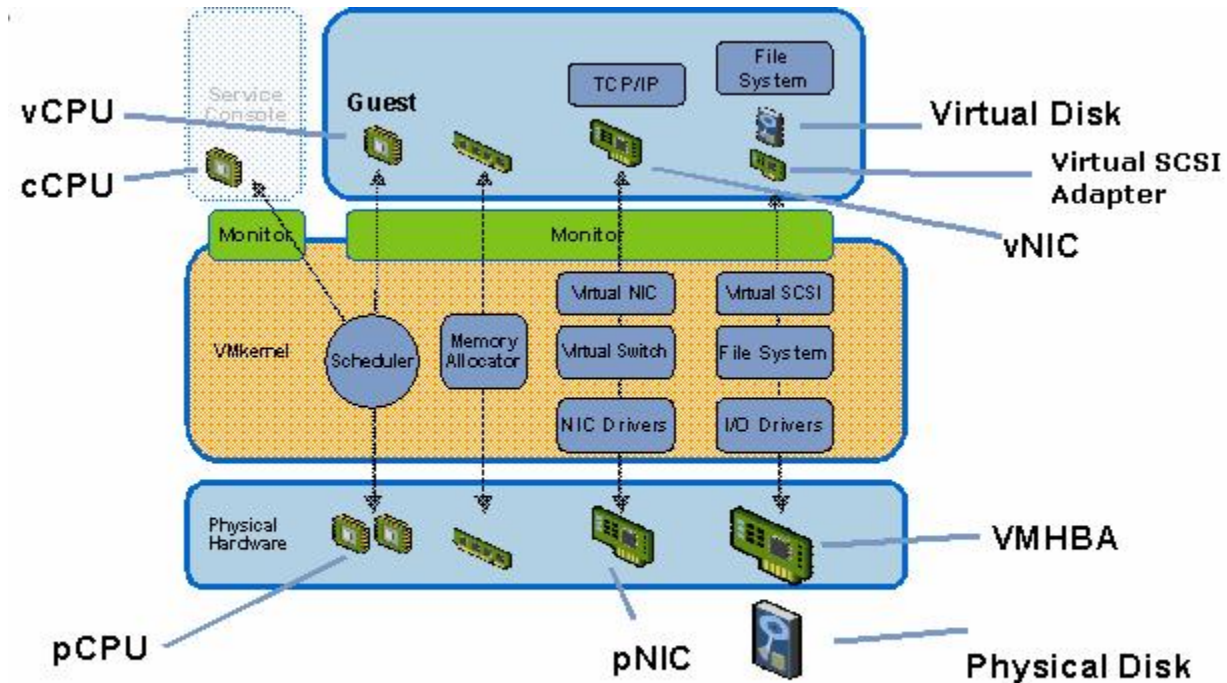 Service
Console
vCPU
cCPU
Guest
TCP/IP
File
System
Virtual Disk
Virtual SCSI
Adapter
vNIC
Monitor
Monitor
VMkernel
Scheduler
Memory
Allocator
Virtual NIC
Virtual Switch
NIC Drivers
Virtual SCSI
File System
I/O Drivers
Physical
Hardware
VMHBA
pCPU
pNIC
Physical Disk